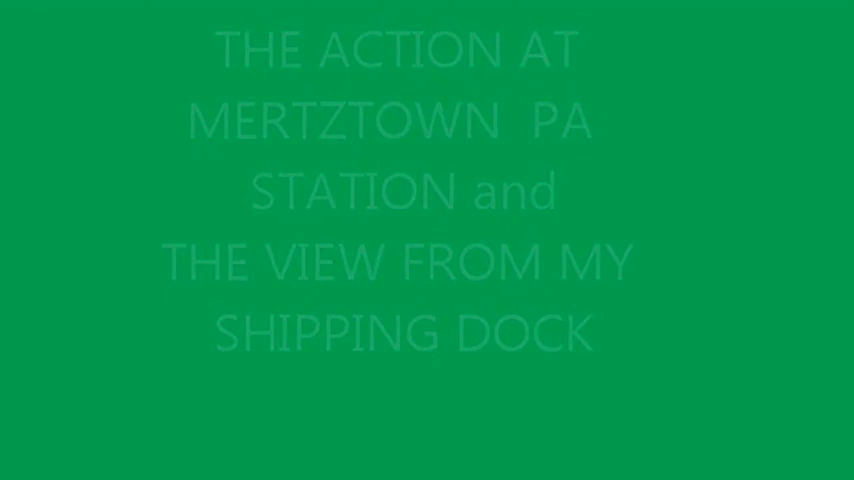 THE ACTION AT
MERTZTOWN PA
STATION and
THE VIEW FROM MY
SHIPPING DOCK